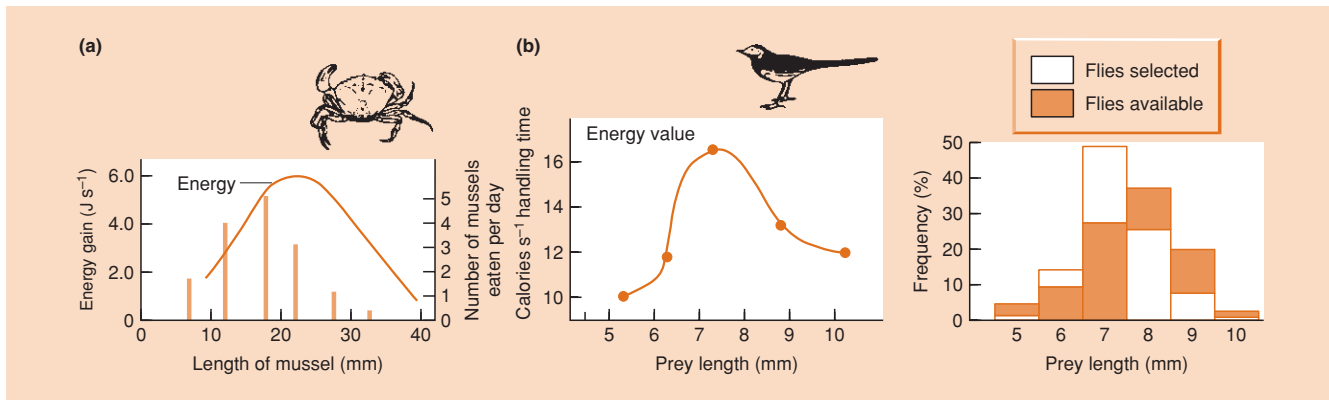 (a)
Energy
Energy gain (J s⁻¹)
6.0
4.0
2.0
0
5
4
3
2
1
0
Number of mussels
eaten per day
0
10
20
30
40
Length of mussel (mm)
(b)
Energy value
Calories s⁻¹ handling time
16
14
12
10
5
6
7
8
9
10
Prey length (mm)
Flies selected
Flies available
Frequency (%)
50
40
30
20
10
0
5
6
7
8
9
10
Prey length (mm)